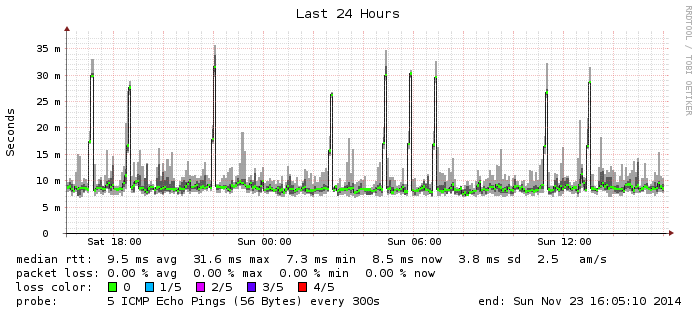 Last 24 Hours
RRDTOOL / TOBI OETIKER
Seconds
35 m
30 m
25 m
20 m
15 m
10 m
5 m
0
Sat 18:00 Sun 00:00 Sun 06:00 Sun 12:00
median rtt: 9.5 ms avg 31.6 ms max 7.3 ms min 8.5 ms now 3.8 ms sd 2.5 am/s
packet loss: 0.00 % avg 0.00 % max 0.00 % min 0.00 % now
loss color: 0 1/5 2/5 3/5 4/5
probe: 5 ICMP Echo Pings (56 Bytes) every 300s end: Sun Nov 23 16:05:10 2014